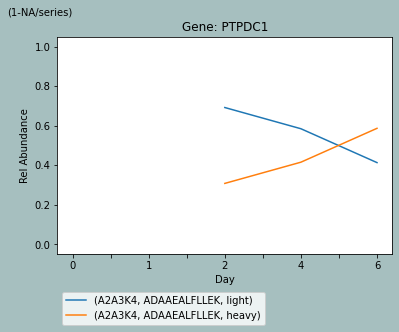 (1-NA/series)
Gene: PTPDC1
1.0
0.8
0.6
0.4
0.2
0.0
Rel Abundance
0 1 2 4 6
Day
(A2A3K4, ADAAEALFLLEK, light)
(A2A3K4, ADAAEALFLLEK, heavy)